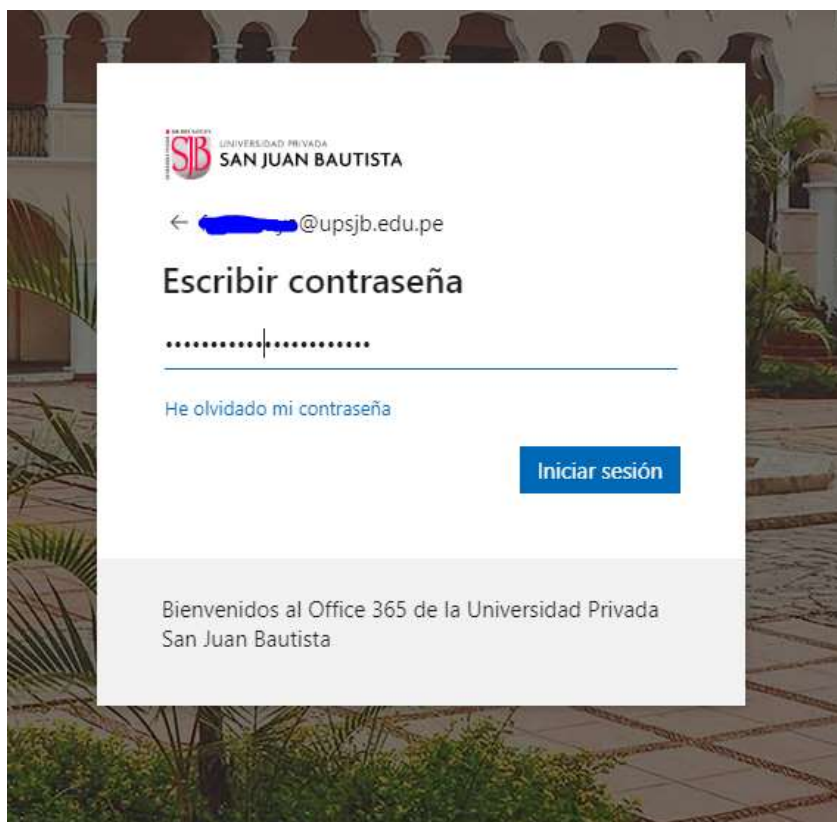 SJB
UNIVERSIDAD PRIVADA
SAN JUAN BAUTISTA
@upsjb.edu.pe
Escribir contraseña
He olvidado mi contraseña
Iniciar sesión
Bienvenidos al Office 365 de la Universidad Privada
San Juan Bautista